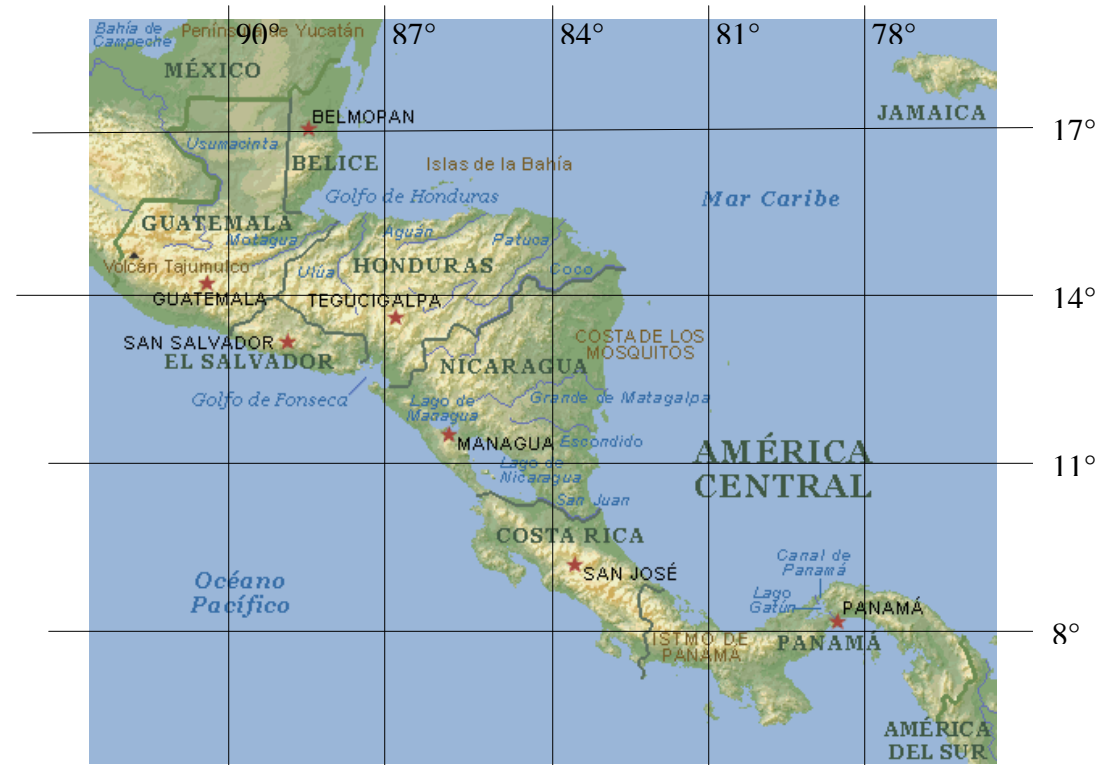 Bahía de
Campeche
Península de Yucatán
90°
87°
84°
81°
78°
MÉXICO
JAMAICA
BELMOPAN
17°
Usumacinta
BELICE
Islas de la Bahía
Golfo de Honduras
Mar Caribe
GUATEMALA
Motagua
Aguán
Patuca
Volcán Tajumulco
Ulúa
HONDURAS
Coco
GUATEMALA
TEGUCIGALPA
14°
SAN SALVADOR
EL SALVADOR
COSTA DE LOS
MOSQUITOS
NICARAGUA
Golfo de Fonseca
Lago de
Managua
Grande de Matagalpa
MANAGUA
Escondido
AMÉRICA
CENTRAL
11°
Lago de
Nicaragua
San Juan
COSTA RICA
SAN JOSÉ
Océano
Pacífico
Canal de
Panamá
Lago
Gatún
PANAMÁ
8°
ISTMO DE
PANAMÁ
PANAMÁ
AMÉRICA
DEL SUR